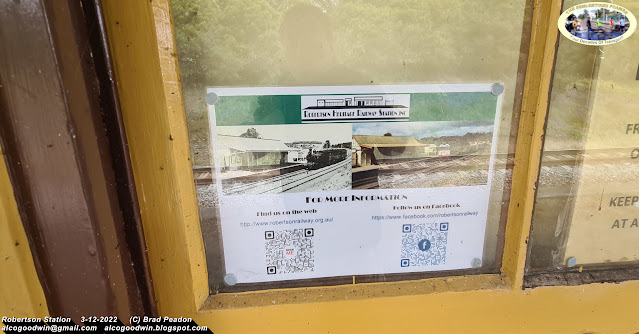 ROBERTSON HERITAGE RAILWAY STATION INC
FOR MORE INFORMATION
Find us on the web
http://www.robertsonrailway.org.au/
Follow us on Facebook
https://www.facebook.com/robertsonrailway
FR
C
KEEP
AT A
Robertson Station 3-12-2022 (C) Brad Peadon
alcogoodwin@gmail.com alcogoodwin.blogspot.com